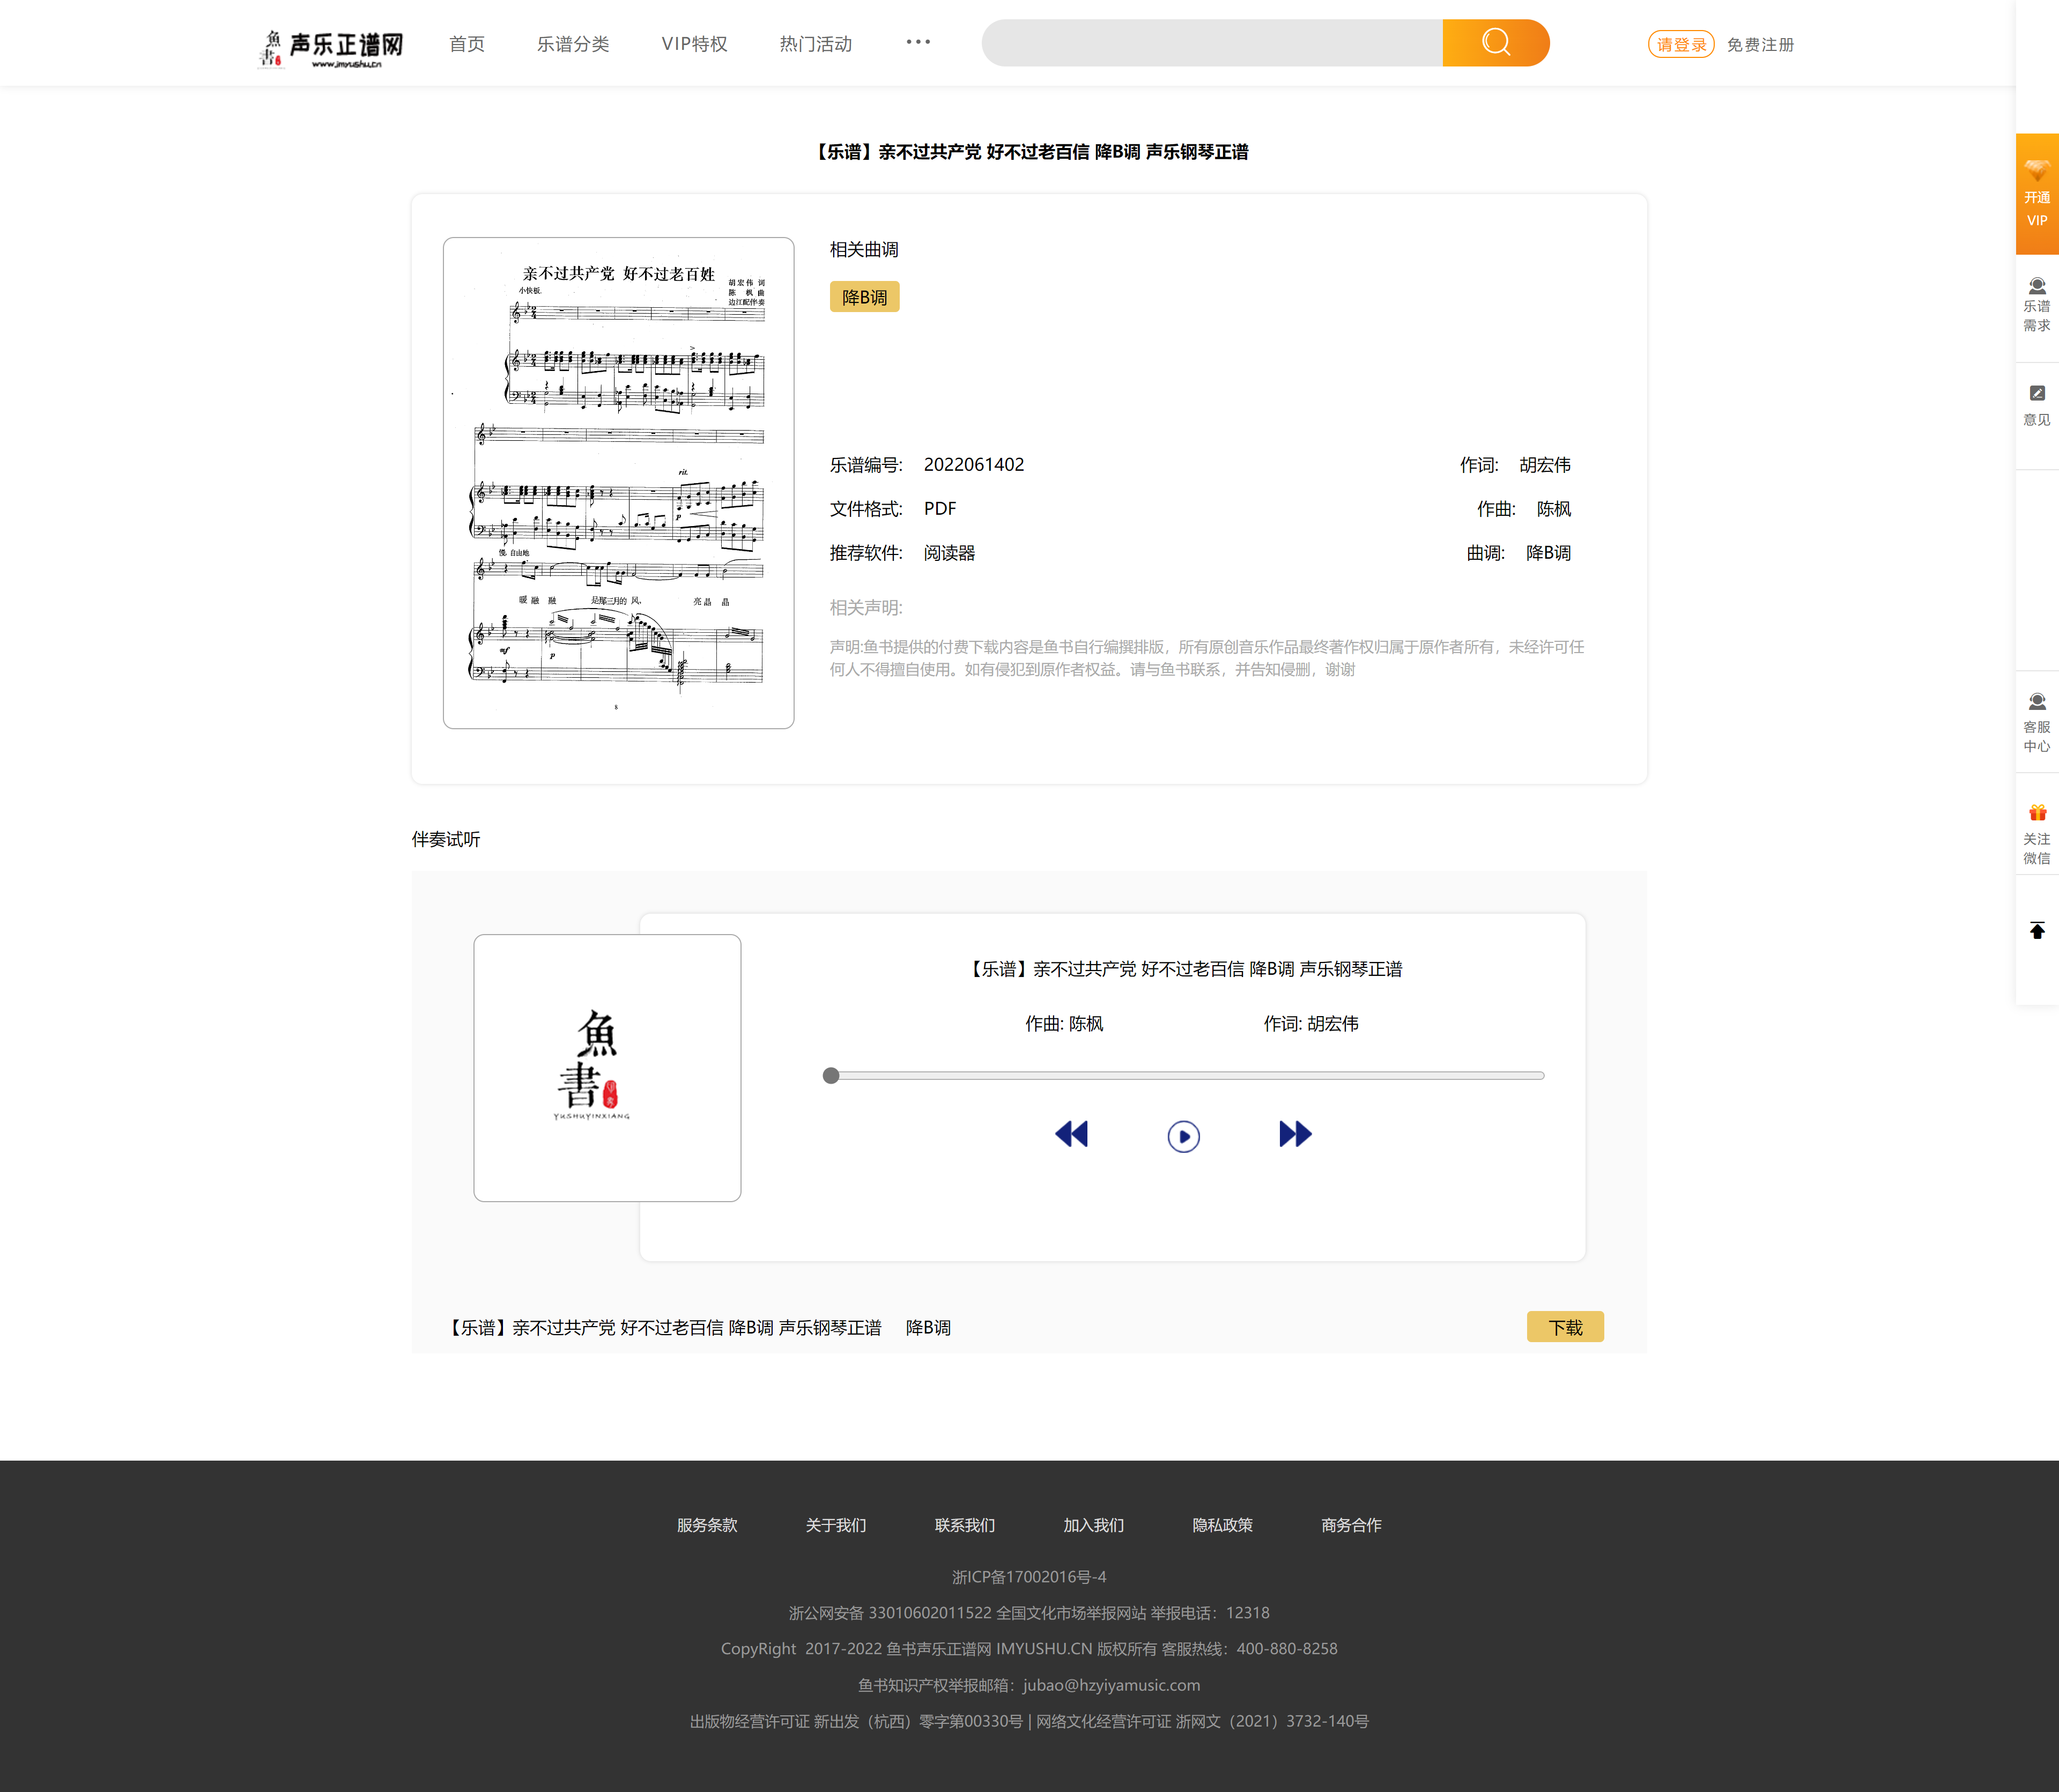 魚書 声乐正谱网
www.imyushu.cn
首页 乐谱分类 VIP特权 热门活动 ···
请登录 免费注册
【乐谱】亲不过共产党 好不过老百信 降B调 声乐钢琴正谱
亲不过共产党 好不过老百姓
小快板.
胡宏伟 词
陈 枫 曲
边江配伴奏
rit.
p
慢. 自由地
暖 融 融 是那三月的 风, 亮 晶 晶
mf
p
8
相关曲调
降B调
乐谱编号: 2022061402 作词: 胡宏伟
文件格式: PDF 作曲: 陈枫
推荐软件: 阅读器 曲调: 降B调
相关声明:
声明:鱼书提供的付费下载内容是鱼书自行编撰排版，所有原创音乐作品最终著作权归属于原作者所有，未经许可任
何人不得擅自使用。如有侵犯到原作者权益。请与鱼书联系，并告知侵删，谢谢
开通
VIP
乐谱
需求
意见
客服
中心
关注
微信
伴奏试听
魚書
YUSHUYINXIANG
【乐谱】亲不过共产党 好不过老百信 降B调 声乐钢琴正谱
作曲: 陈枫 作词: 胡宏伟
【乐谱】亲不过共产党 好不过老百信 降B调 声乐钢琴正谱 降B调
下载
服务条款 关于我们 联系我们 加入我们 隐私政策 商务合作
浙ICP备17002016号-4
浙公网安备 33010602011522 全国文化市场举报网站 举报电话：12318
CopyRight 2017-2022 鱼书声乐正谱网 IMYUSHU.CN 版权所有 客服热线：400-880-8258
鱼书知识产权举报邮箱：jubao@hzyiyamusic.com
出版物经营许可证 新出发（杭西）零字第00330号 | 网络文化经营许可证 浙网文（2021）3732-140号